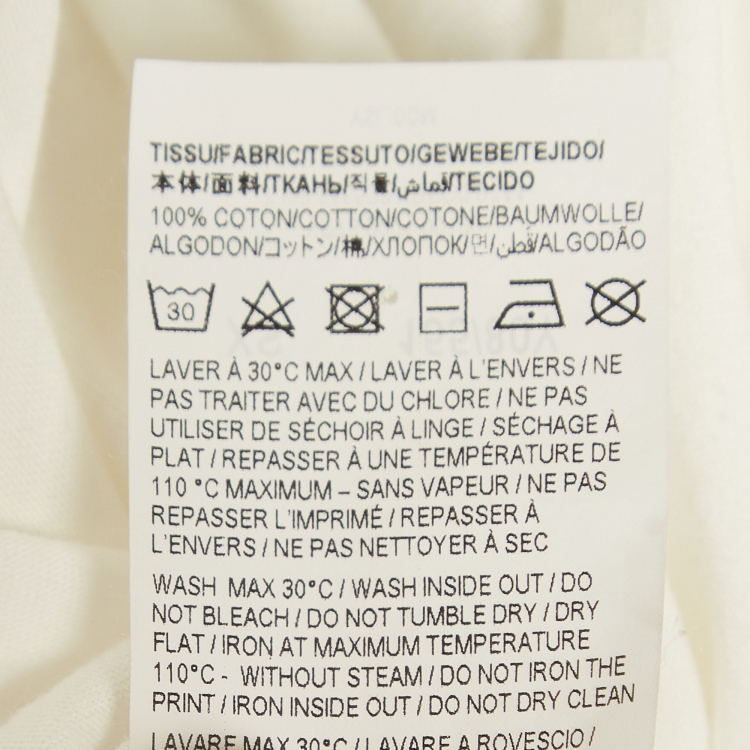 TISSU/FABRIC/TESSUTO/GEWEBE/TEJIDO/
本体/面料/ТКАНЬ/직물/قماش/TECIDO
100% COTON/COTTON/COTONE/BAUMWOLLE/
ALGODON/コットン/棉/ХЛОПОК/면/قطن/ALGODÃO
30
LAVER À 30°C MAX / LAVER À L'ENVERS / NE
PAS TRAITER AVEC DU CHLORE / NE PAS
UTILISER DE SÉCHOIR À LINGE / SÉCHAGE À
PLAT / REPASSER À UNE TEMPÉRATURE DE
110 °C MAXIMUM – SANS VAPEUR / NE PAS
REPASSER L'IMPRIMÉ / REPASSER À
L'ENVERS / NE PAS NETTOYER À SEC
WASH MAX 30°C / WASH INSIDE OUT / DO
NOT BLEACH / DO NOT TUMBLE DRY / DRY
FLAT / IRON AT MAXIMUM TEMPERATURE
110°C - WITHOUT STEAM / DO NOT IRON THE
PRINT / IRON INSIDE OUT / DO NOT DRY CLEAN
LAVARE MAX 30°C / LAVARE A ROVESCIO /